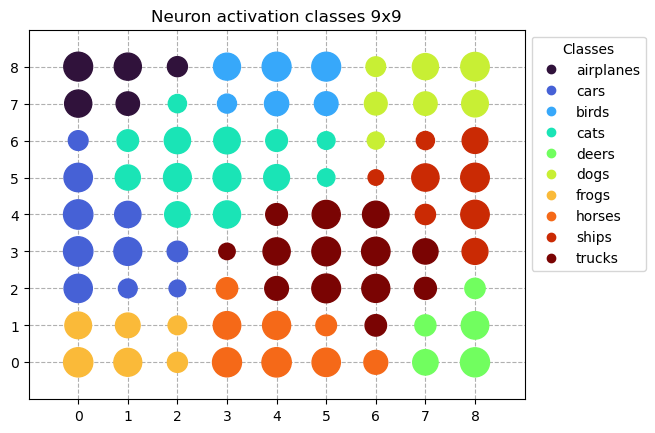 Neuron activation classes 9x9
8
7
6
5
4
3
2
1
0
0 1 2 3 4 5 6 7 8
Classes
airplanes
cars
birds
cats
deers
dogs
frogs
horses
ships
trucks